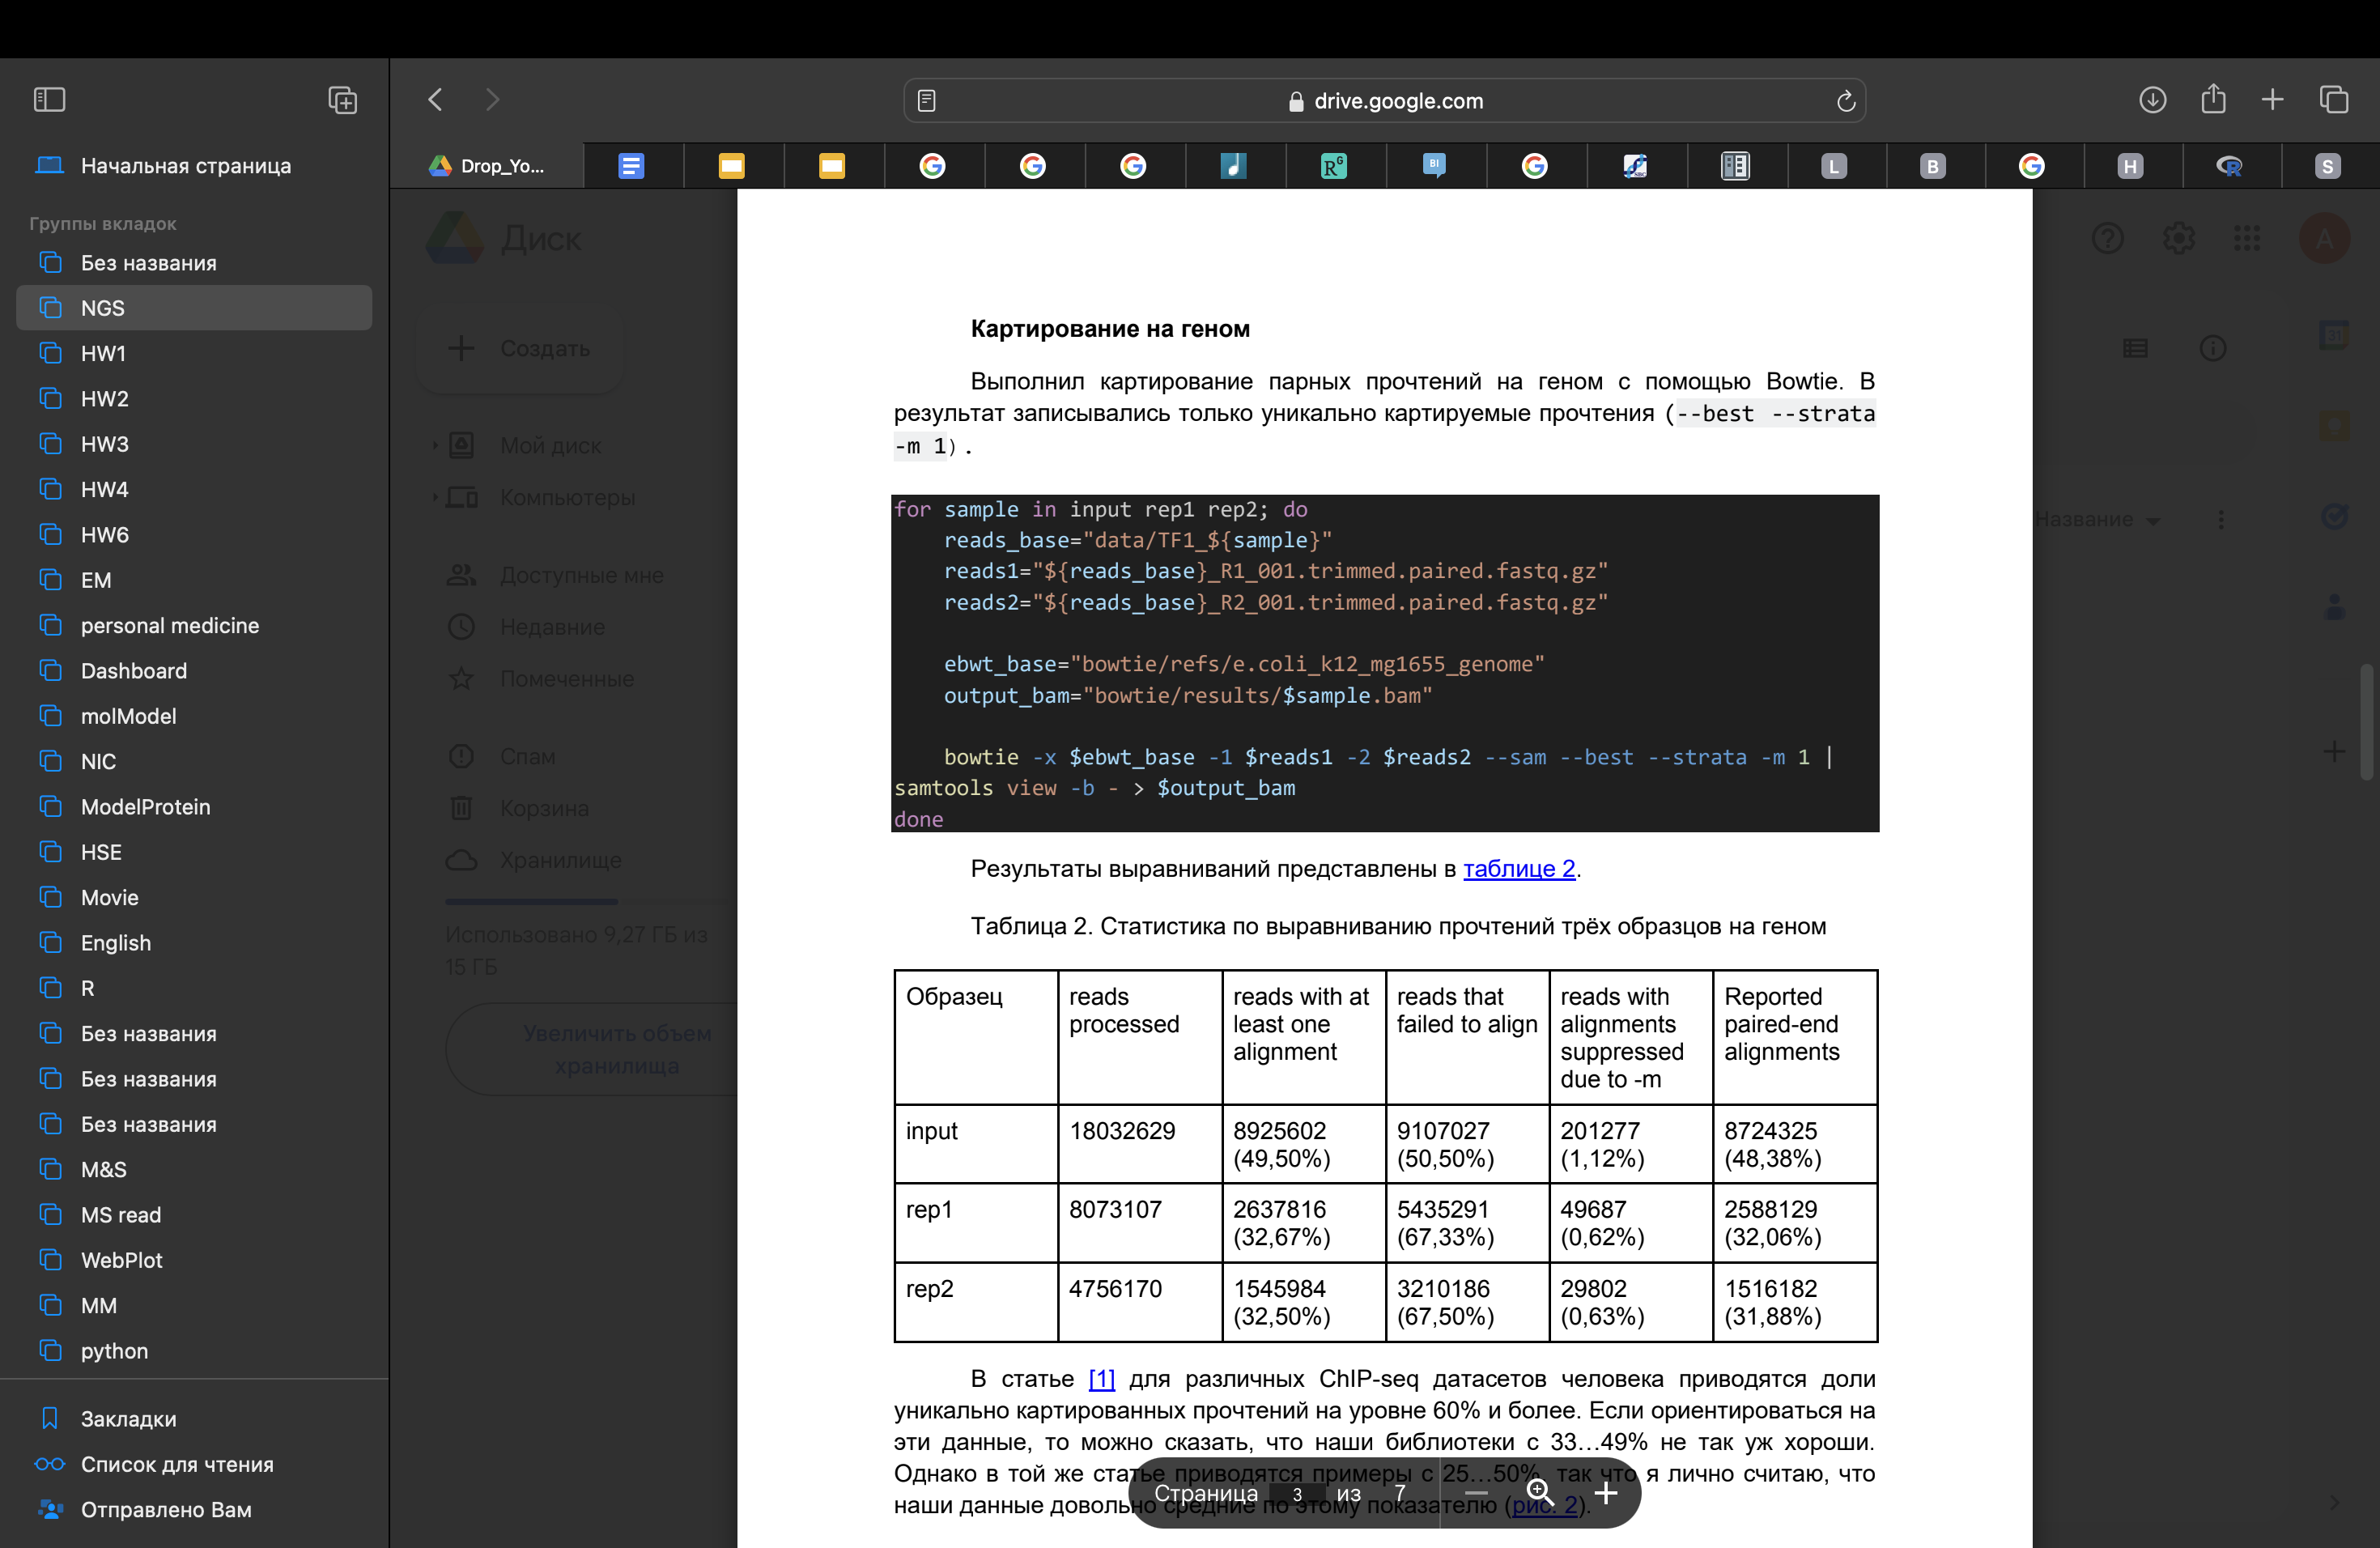 drive.google.com
Drop_Yo...
L
B
H
S
Начальная страница
Группы вкладок
Без названия
NGS
HW1
HW2
HW3
HW4
HW6
EM
personal medicine
Dashboard
molModel
NIC
ModelProtein
HSE
Movie
English
R
Без названия
Без названия
Без названия
M&S
MS read
WebPlot
MM
python
Закладки
Список для чтения
Отправлено Вам
Диск
Создать
Мой диск
Компьютеры
Доступные мне
Недавние
Помеченные
Спам
Корзина
Хранилище
Использовано 9,27 ГБ из
15 ГБ
Увеличить объем
хранилища
Название
A
Картирование на геном
Выполнил картирование парных прочтений на геном с помощью Bowtie. В
результат записывались только уникально картируемые прочтения (--best --strata
-m 1).
for sample in input rep1 rep2; do
reads_base="data/TF1_${sample}"
reads1="${reads_base}_R1_001.trimmed.paired.fastq.gz"
reads2="${reads_base}_R2_001.trimmed.paired.fastq.gz"
ebwt_base="bowtie/refs/e.coli_k12_mg1655_genome"
output_bam="bowtie/results/$sample.bam"
bowtie -x $ebwt_base -1 $reads1 -2 $reads2 --sam --best --strata -m 1 |
samtools view -b - > $output_bam
done
Результаты выравниваний представлены в таблице 2.
Таблица 2. Статистика по выравниванию прочтений трёх образцов на геном
Образец reads processed reads with at least one alignment reads that failed to align reads with alignments suppressed due to -m Reported paired-end alignments
input 18032629 8925602 (49,50%) 9107027 (50,50%) 201277 (1,12%) 8724325 (48,38%)
rep1 8073107 2637816 (32,67%) 5435291 (67,33%) 49687 (0,62%) 2588129 (32,06%)
rep2 4756170 1545984 (32,50%) 3210186 (67,50%) 29802 (0,63%) 1516182 (31,88%)
В статье [1] для различных ChIP-seq датасетов человека приводятся доли
уникально картированных прочтений на уровне 60% и более. Если ориентироваться на
эти данные, то можно сказать, что наши библиотеки с 33...49% не так уж хороши.
Однако в той же статье приводятся примеры с 25...50%, так что я лично считаю, что
наши данные довольно средние по этому показателю (рис. 2).
Страница 3 из 7